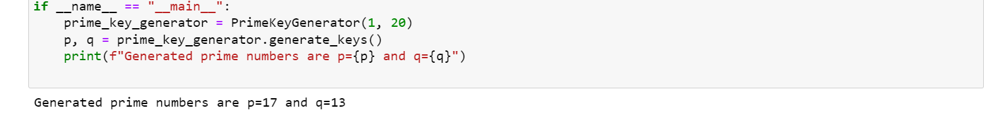 if __name__ == "__main__":
    prime_key_generator = PrimeKeyGenerator(1, 20)
    p, q = prime_key_generator.generate_keys()
    print(f"Generated prime numbers are p={p} and q={q}")
Generated prime numbers are p=17 and q=13